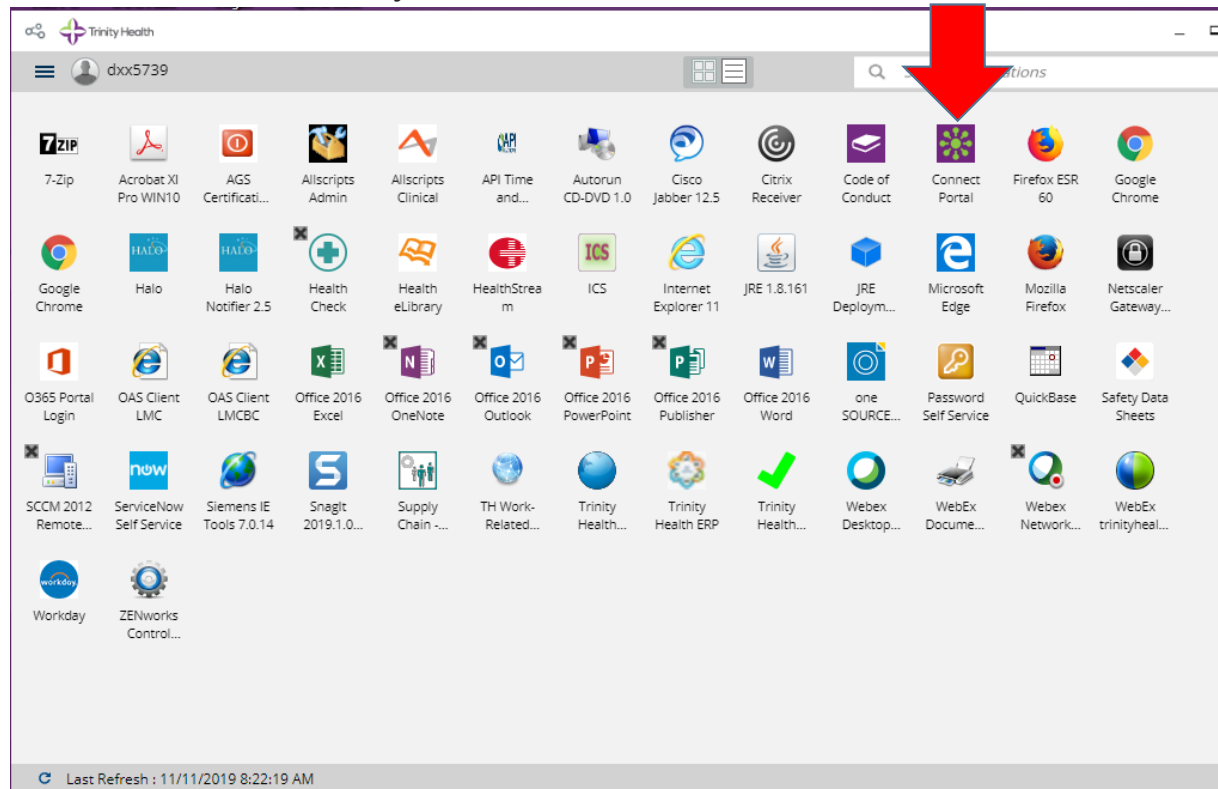 Trinity Health
dxx5739
ations
7 ZIP
API
HALO
HALO
ICS
now
workday
7-Zip
Acrobat XI
Pro WIN10
AGS
Certificati...
Allscripts
Admin
Allscripts
Clinical
API Time
and...
Autorun
CD-DVD 1.0
Cisco
Jabber 12.5
Citrix
Receiver
Code of
Conduct
Connect
Portal
Firefox ESR
60
Google
Chrome
Google
Chrome
Halo
Halo
Notifier 2.5
Health
Check
Health
eLibrary
HealthStrea
m
ICS
Internet
Explorer 11
JRE 1.8.161
JRE
Deploym...
Microsoft
Edge
Mozilla
Firefox
Netscaler
Gateway...
O365 Portal
Login
OAS Client
LMC
OAS Client
LMCBC
Office 2016
Excel
Office 2016
OneNote
Office 2016
Outlook
Office 2016
PowerPoint
Office 2016
Publisher
Office 2016
Word
one
SOURCE...
Password
Self Service
QuickBase
Safety Data
Sheets
SCCM 2012
Remote...
ServiceNow
Self Service
Siemens IE
Tools 7.0.14
SnagIt
2019.1.0...
Supply
Chain -...
TH Work-
Related...
Trinity
Health...
Trinity
Health ERP
Trinity
Health...
Webex
Desktop...
WebEx
Docume...
Webex
Network...
WebEx
trinityheal...
Workday
ZENworks
Control...
Last Refresh : 11/11/2019 8:22:19 AM